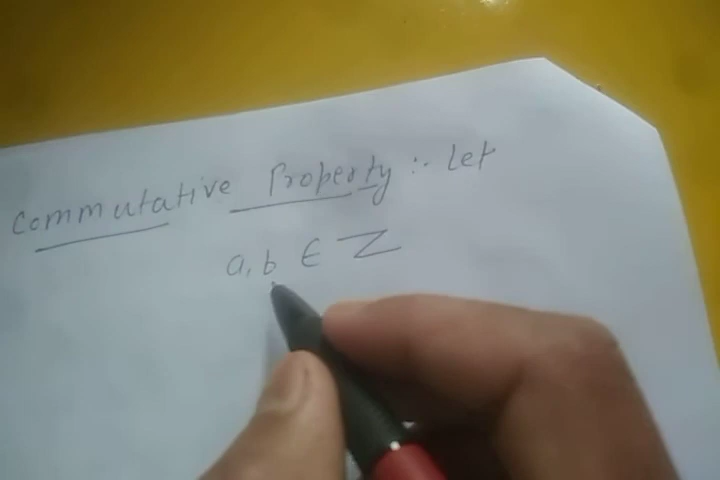 Commutative Property :- Let
a, b ∈ Z